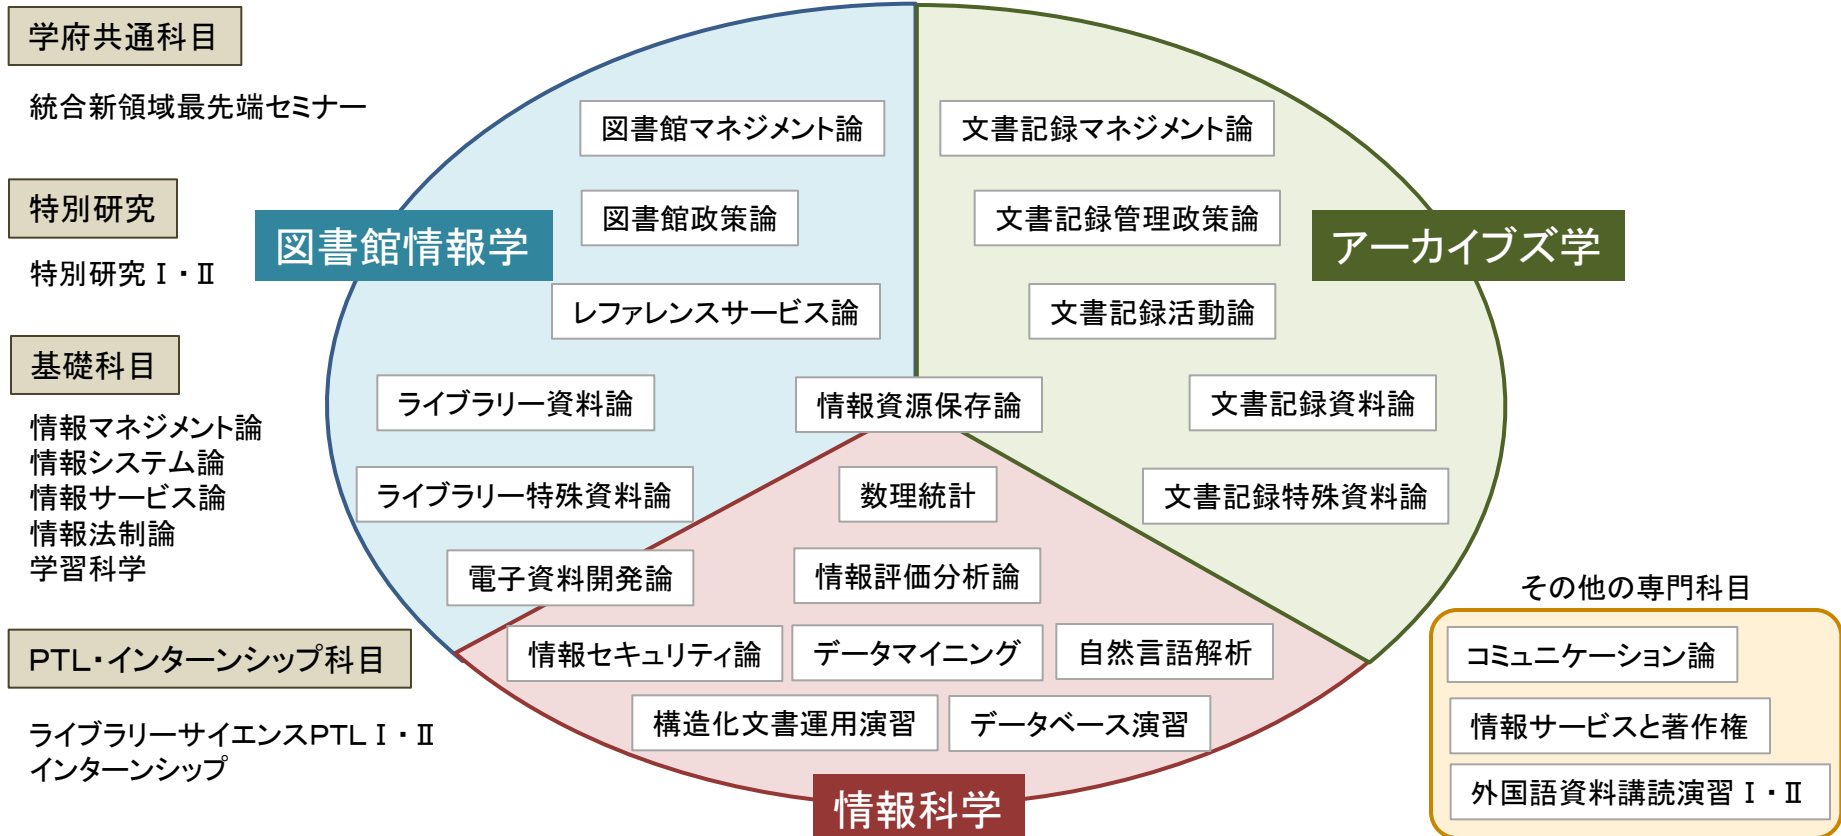 学府共通科目
統合新領域最先端セミナー
特別研究
特別研究Ⅰ・Ⅱ
基礎科目
情報マネジメント論
情報システム論
情報サービス論
情報法制論
学習科学
PTL・インターンシップ科目
ライブラリーサイエンスPTLⅠ・Ⅱ
インターンシップ
図書館情報学
図書館マネジメント論
図書館政策論
レファレンスサービス論
ライブラリー資料論
ライブラリー特殊資料論
電子資料開発論
情報資源保存論
アーカイブズ学
文書記録マネジメント論
文書記録管理政策論
文書記録活動論
文書記録資料論
文書記録特殊資料論
数理統計
情報評価分析論
情報セキュリティ論
データマイニング
自然言語解析
構造化文書運用演習
データベース演習
情報科学
その他の専門科目
コミュニケーション論
情報サービスと著作権
外国語資料講読演習Ⅰ・Ⅱ